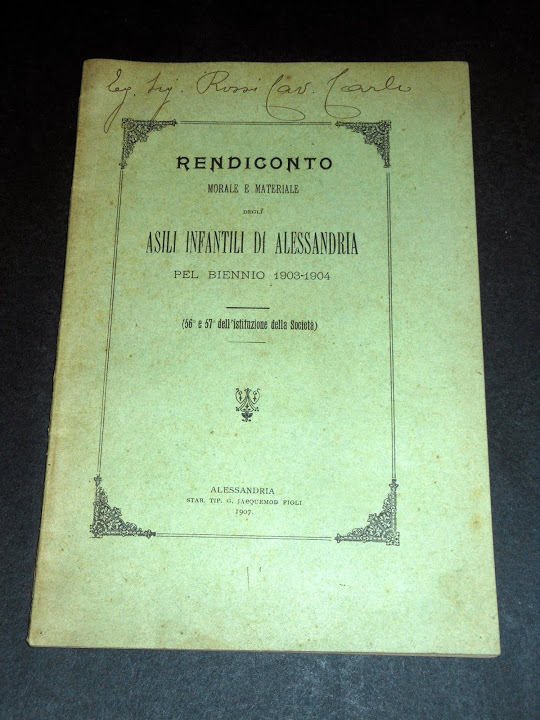 Eg. Sig. Rossi Cav. Carlo
RENDICONTO
MORALE E MATERIALE
DEGLI
ASILI INFANTILI DI ALESSANDRIA
PEL BIENNIO 1903-1904
(56° e 57° dell'istituzione della Società)
ALESSANDRIA
STAB. TIP. G. JACQUEMOD FIGLI
1907.